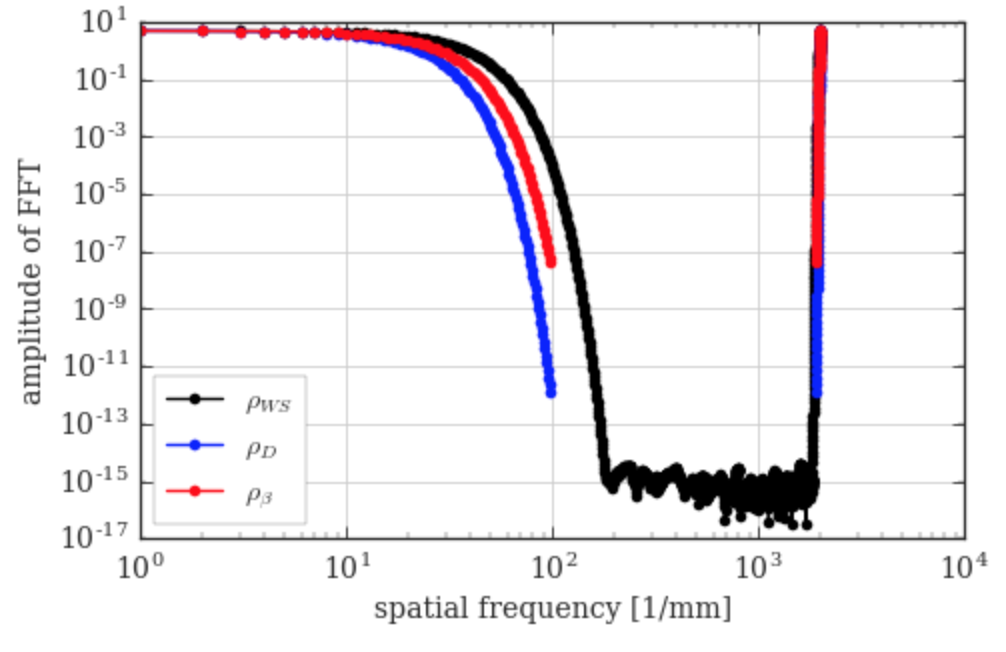 amplitude of FFT
10^1
10^-1
10^-3
10^-5
10^-7
10^-9
10^-11
10^-13
10^-15
10^-17
ρ_WS
ρ_D
ρ_β
10^0 10^1 10^2 10^3 10^4
spatial frequency [1/mm]